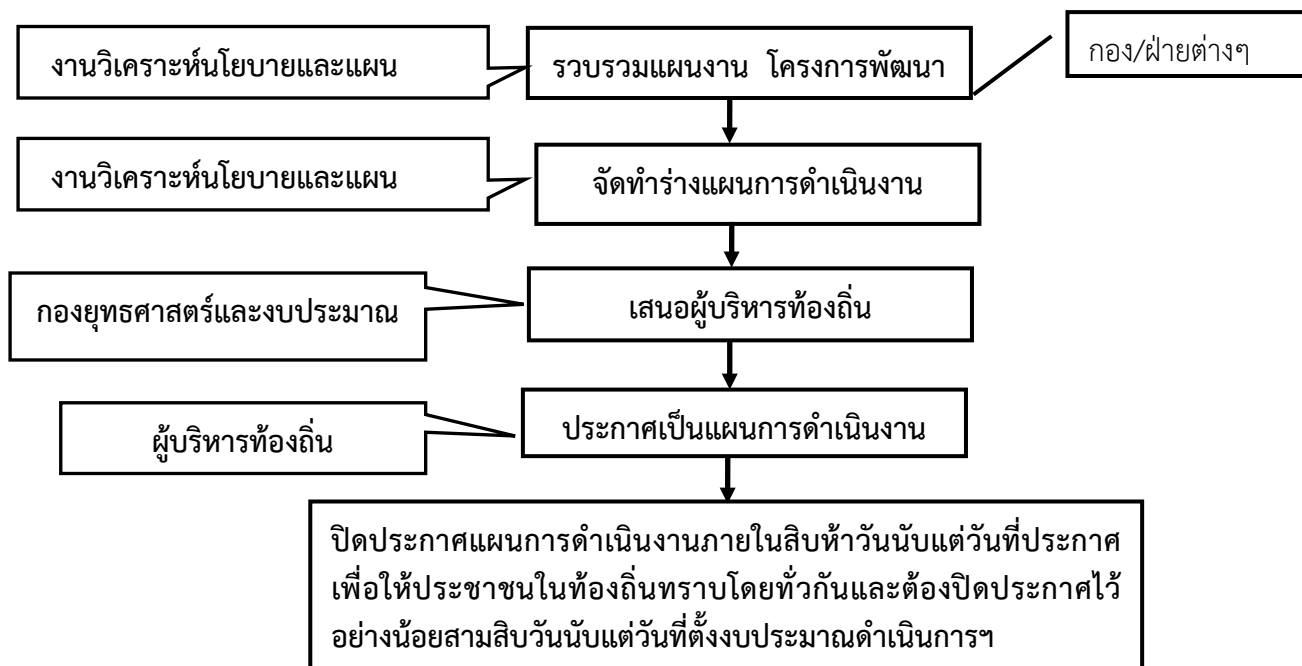 งานวิเคราะห์นโยบายและแผน
รวบรวมแผนงาน โครงการพัฒนา
กอง/ฝ่ายต่างๆ
งานวิเคราะห์นโยบายและแผน
จัดทำร่างแผนการดำเนินงาน
กองยุทธศาสตร์และงบประมาณ
เสนอผู้บริหารท้องถิ่น
ผู้บริหารท้องถิ่น
ประกาศเป็นแผนการดำเนินงาน
ปิดประกาศแผนการดำเนินงานภายในสิบห้าวันนับแต่วันที่ประกาศ
เพื่อให้ประชาชนในท้องถิ่นทราบโดยทั่วกันและต้องปิดประกาศไว้
อย่างน้อยสามสิบวันนับแต่วันที่ตั้งงบประมาณดำเนินการฯ